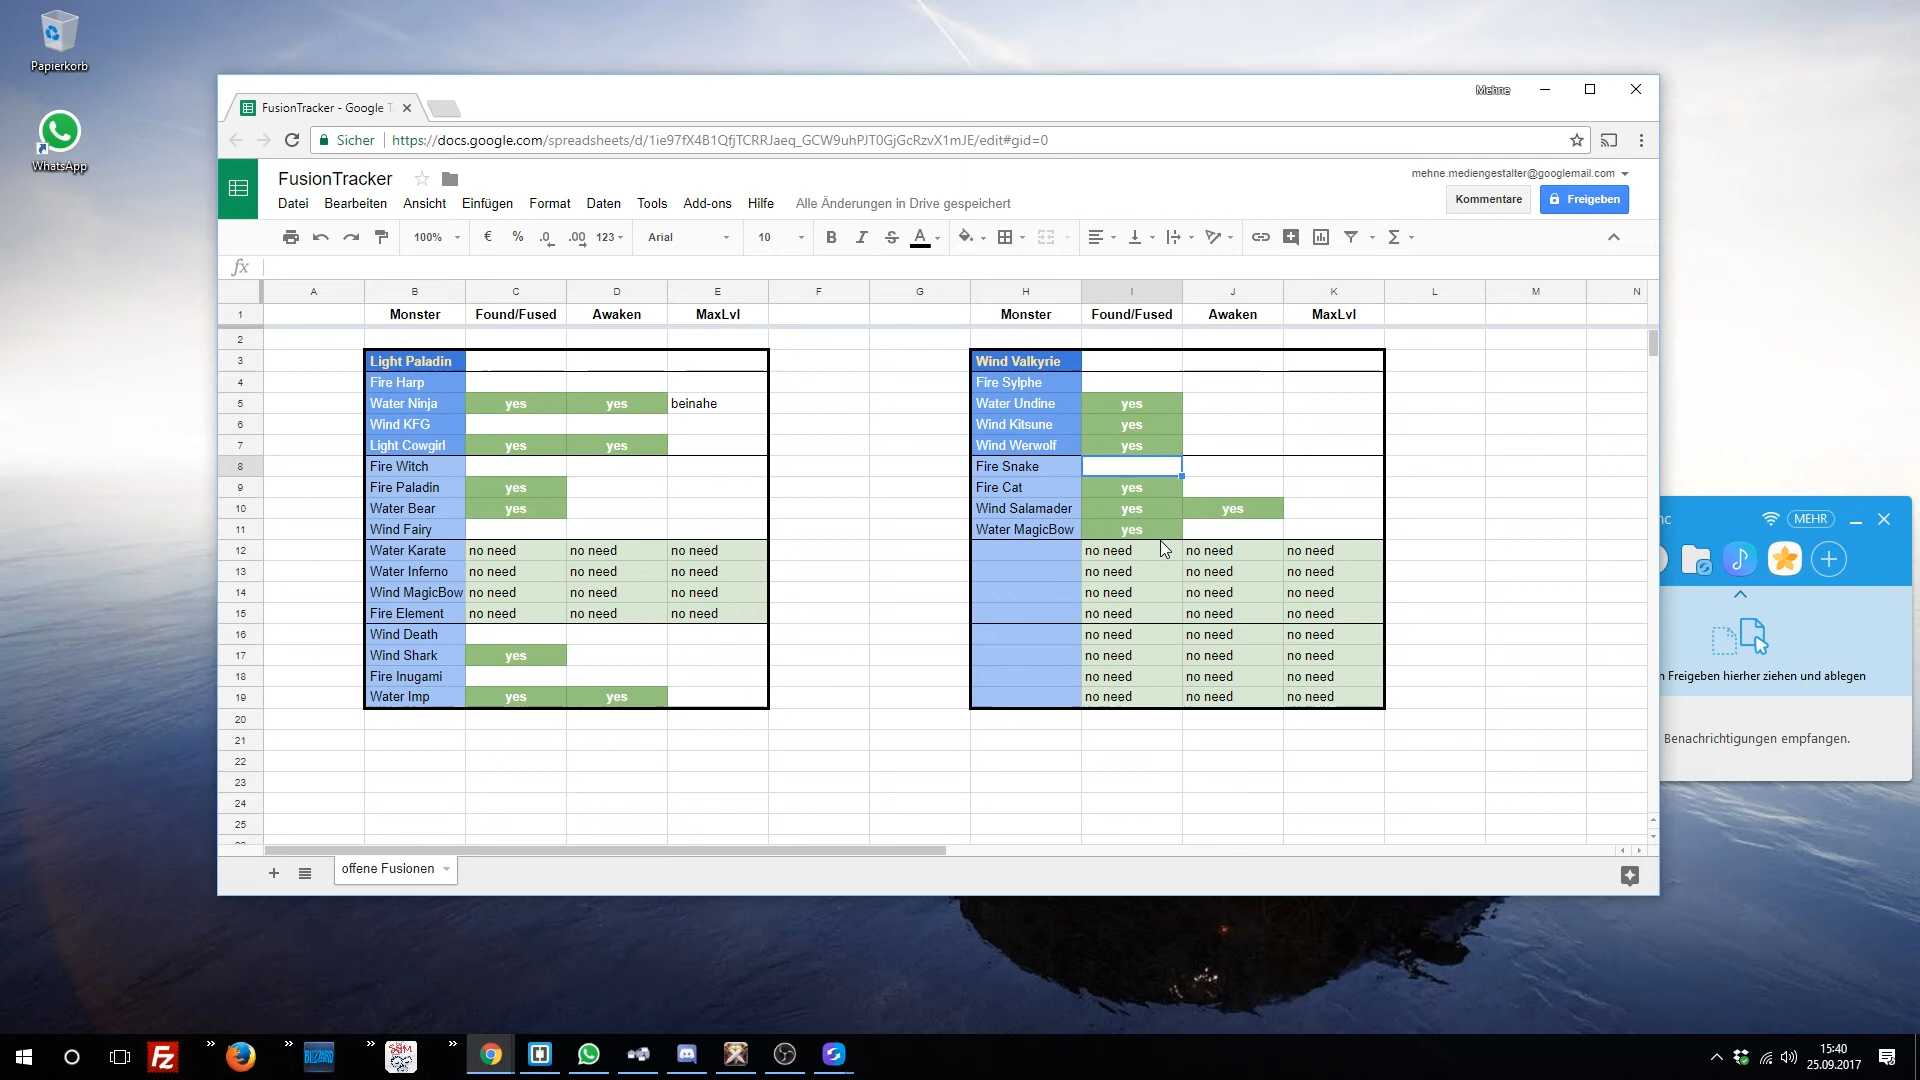 Papierkorb
WhatsApp
Mehne
FusionTracker - Google T
Sicher
https://docs.google.com/spreadsheets/d/1ie97fX4B1QfjTCRRJaeq_GCW9uhPJT0GjGcRzvX1mJE/edit#gid=0
FusionTracker
mehne.mediengestalter@googlemail.com
Datei Bearbeiten Ansicht Einfügen Format Daten Tools Add-ons Hilfe Alle Änderungen in Drive gespeichert
Kommentare Freigeben
100% € % .0 .00 123 Arial 10 B I S A Σ
fx
A B C D E F G H I J K L M N
1 Monster Found/Fused Awaken MaxLvl Monster Found/Fused Awaken MaxLvl
2
3 Light Paladin Wind Valkyrie
4 Fire Harp Fire Sylphe
5 Water Ninja yes yes beinahe Water Undine yes
6 Wind KFG Wind Kitsune yes
7 Light Cowgirl yes yes Wind Werwolf yes
8 Fire Witch Fire Snake
9 Fire Paladin yes Fire Cat yes
10 Water Bear yes Wind Salamader yes yes
11 Wind Fairy Water MagicBow yes
12 Water Karate no need no need no need no need no need no need
13 Water Inferno no need no need no need no need no need no need
14 Wind MagicBow no need no need no need no need no need no need
15 Fire Element no need no need no need no need no need no need
16 Wind Death no need no need no need
17 Wind Shark yes no need no need no need
18 Fire Inugami no need no need no need
19 Water Imp yes yes no need no need no need
20
21
22
23
24
25
offene Fusionen
nc
MEHR
n Freigeben hierher ziehen und ablegen
Benachrichtigungen empfangen.
Fz
BLIZZARD
15:40
25.09.2017